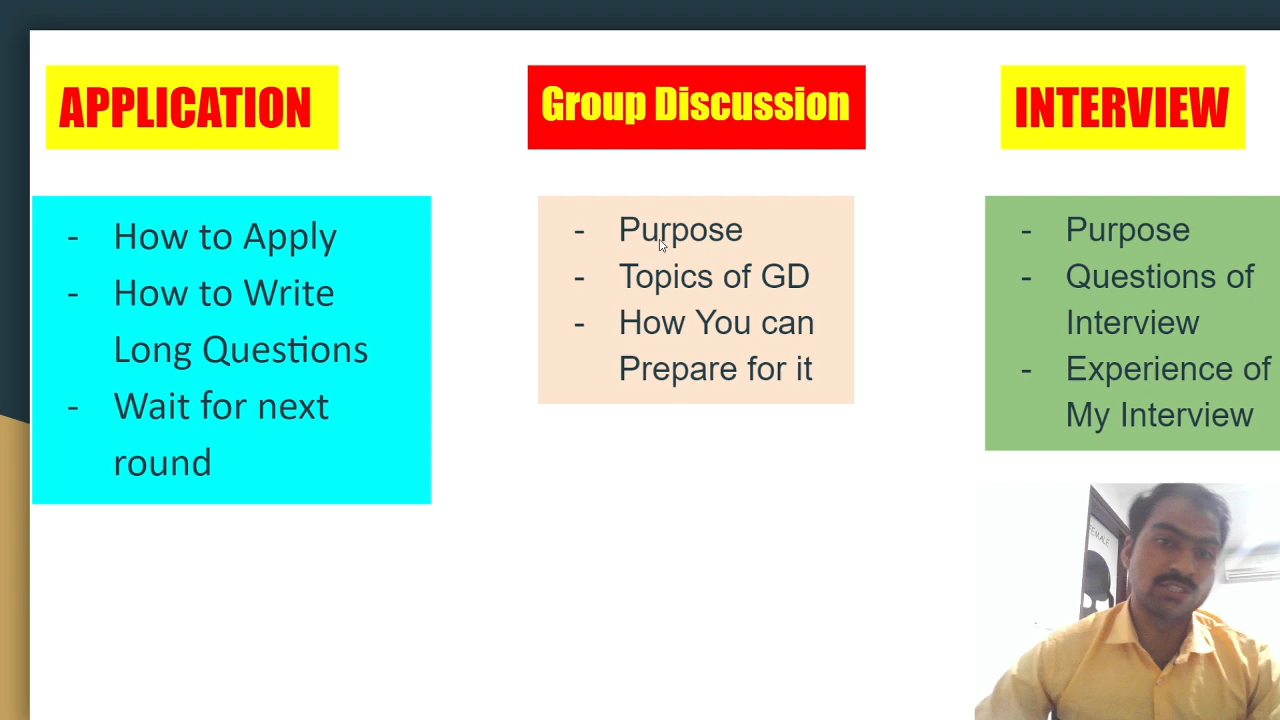 APPLICATION
- How to Apply
- How to Write
Long Questions
- Wait for next
round
Group Discussion
- Purpose
- Topics of GD
- How You can
Prepare for it
INTERVIEW
- Purpose
- Questions of
Interview
- Experience of
My Interview
FEMALE